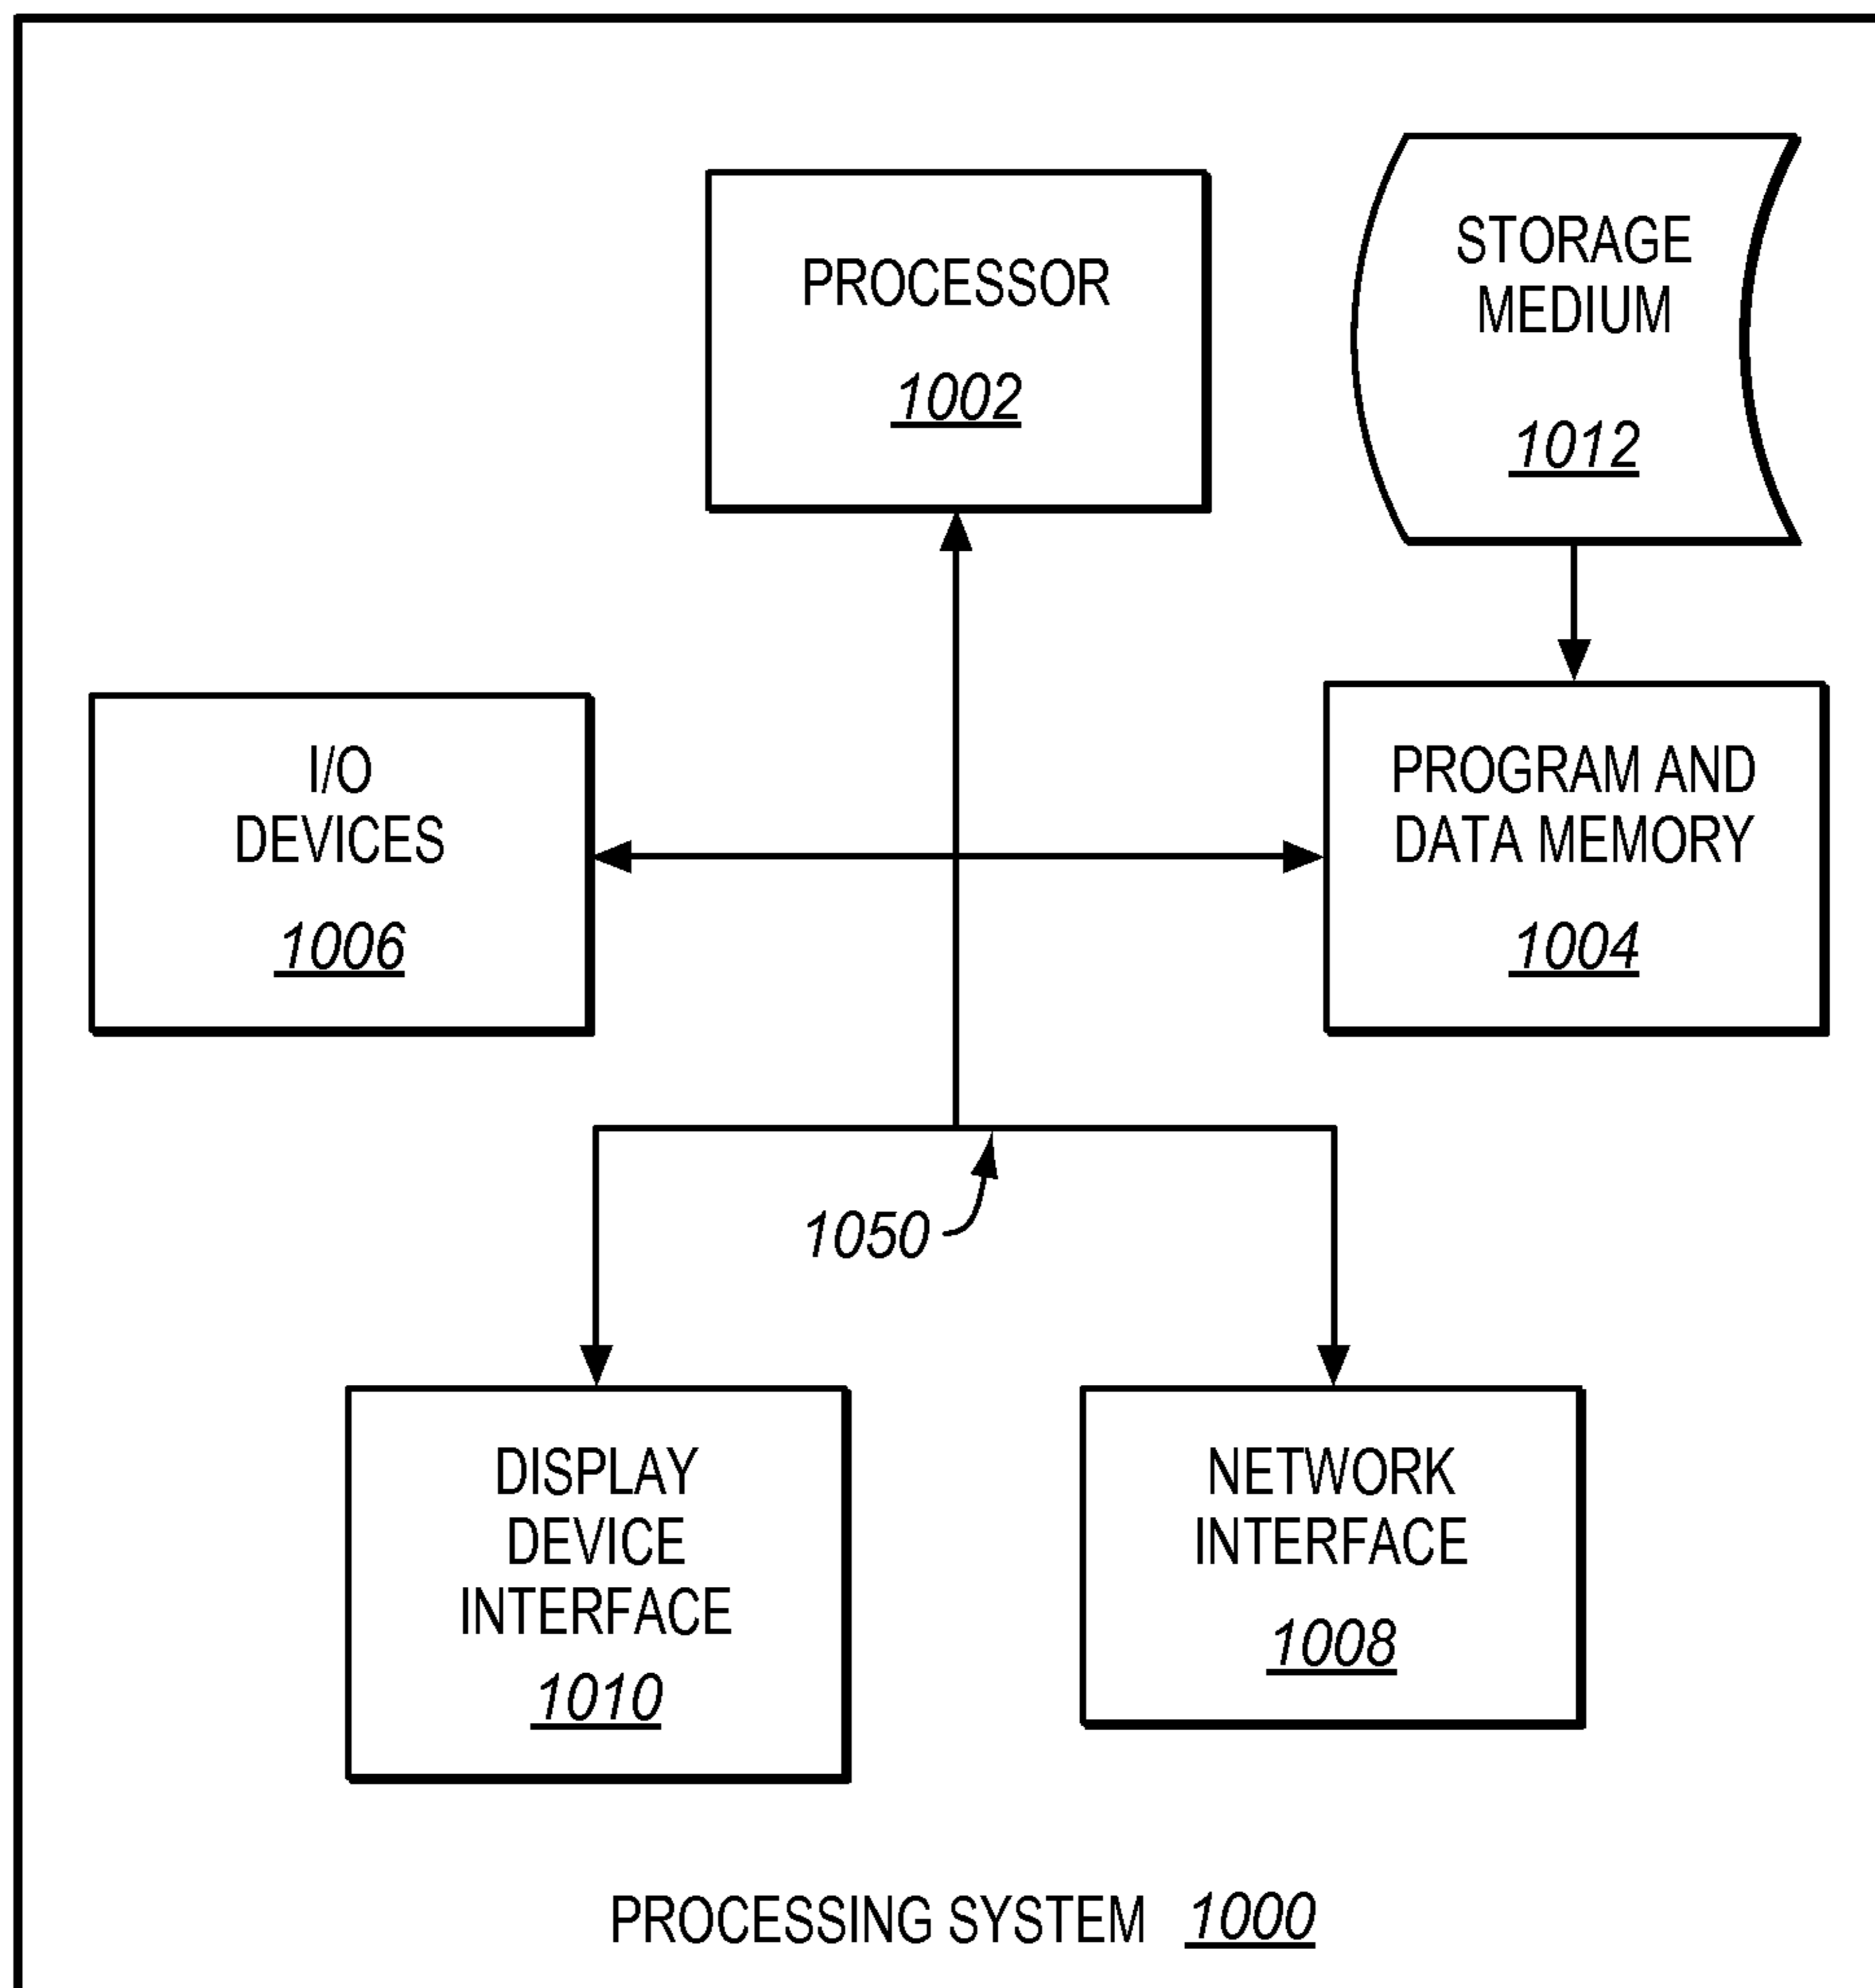 PROCESSOR
1002
STORAGE
MEDIUM
1012
I/O
DEVICES
1006
PROGRAM AND
DATA MEMORY
1004
1050
DISPLAY
DEVICE
INTERFACE
1010
NETWORK
INTERFACE
1008
PROCESSING SYSTEM 1000